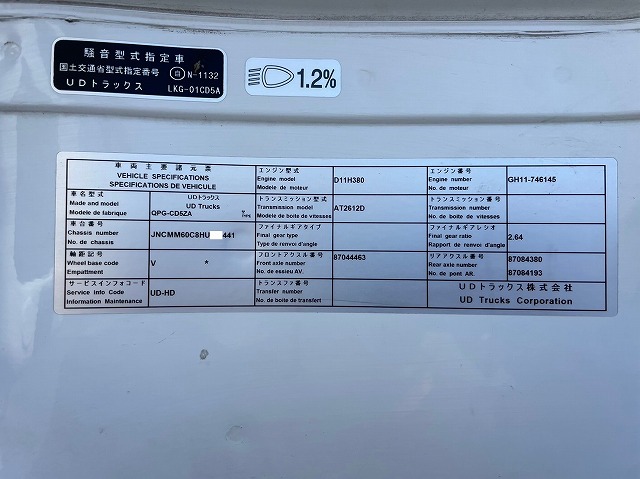 騒音型式指定車
国土交通省型式指定番号 自 N-1132
UDトラックス LKG-01CD5A
1.2%
車両主要諸元票
VEHICLE SPECIFICATIONS
SPECIFICATIONS DE VEHICULE
車名型式
Made and model
Modele de fabrique
UDトラックス
UD Trucks
QPG-CD5ZA
TYPE
車台番号
Chassis number
No. de chassis
JNCMM60C8HU 441
軸距記号
Wheel base code
Empattment
V *
サービスインフォコード
Service Info Code
Information Maintenance
UD-HD
エンジン型式
Engine model
Modele de moteur
D11H380
トランスミッション型式
Transmission model
Modele de boite de vitesses
AT2612D
ファイナルギアタイプ
Final gear type
Type de renvoi d'angle
フロントアクスル番号
Front axle number
No. de essieu AV.
87044463
トランスファ番号
Transfer number
No. de boite de transfert
エンジン番号
Engine number
No. de moteur
GH11-746145
トランスミッション番号
Transmission number
No. de boite de vitesses
ファイナルギアレシオ
Final gear ratio
Rapport de renvoi d'angle
2.64
リアアクスル番号
Rear axle number
No. de pont AR.
87084380
87084193
UDトラックス株式会社
UD Trucks Corporation